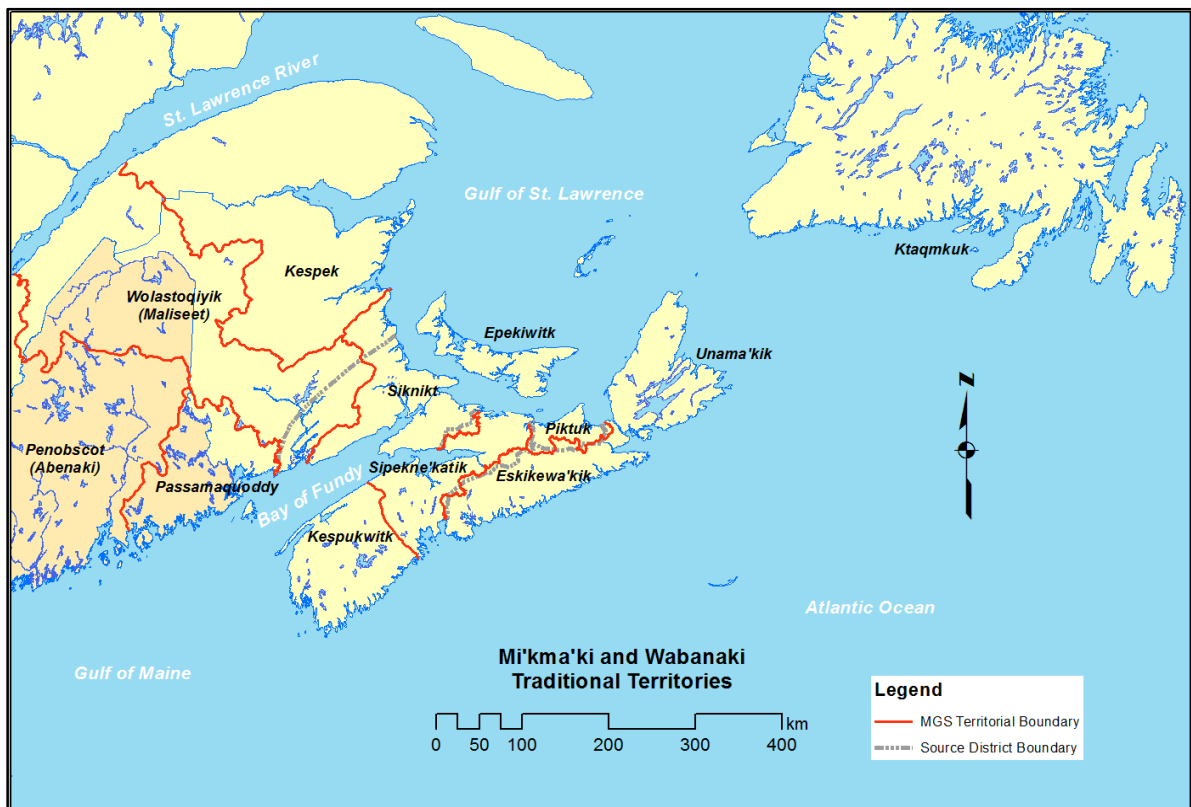 St. Lawrence River
Gulf of St. Lawrence
Ktaqmkuk
Kespek
Wolastoqiyik
(Maliseet)
Epekiwitk
Unama'kik
Siknikt
Piktuk
Penobscot
(Abenaki)
Sipekne'katik
Eskikewa'kik
Passamaquoddy
Bay of Fundy
Kespukwitk
N
Atlantic Ocean
Gulf of Maine
Mi'kma'ki and Wabanaki
Traditional Territories
km
0 50 100 200 300 400
Legend
MGS Territorial Boundary
Source District Boundary